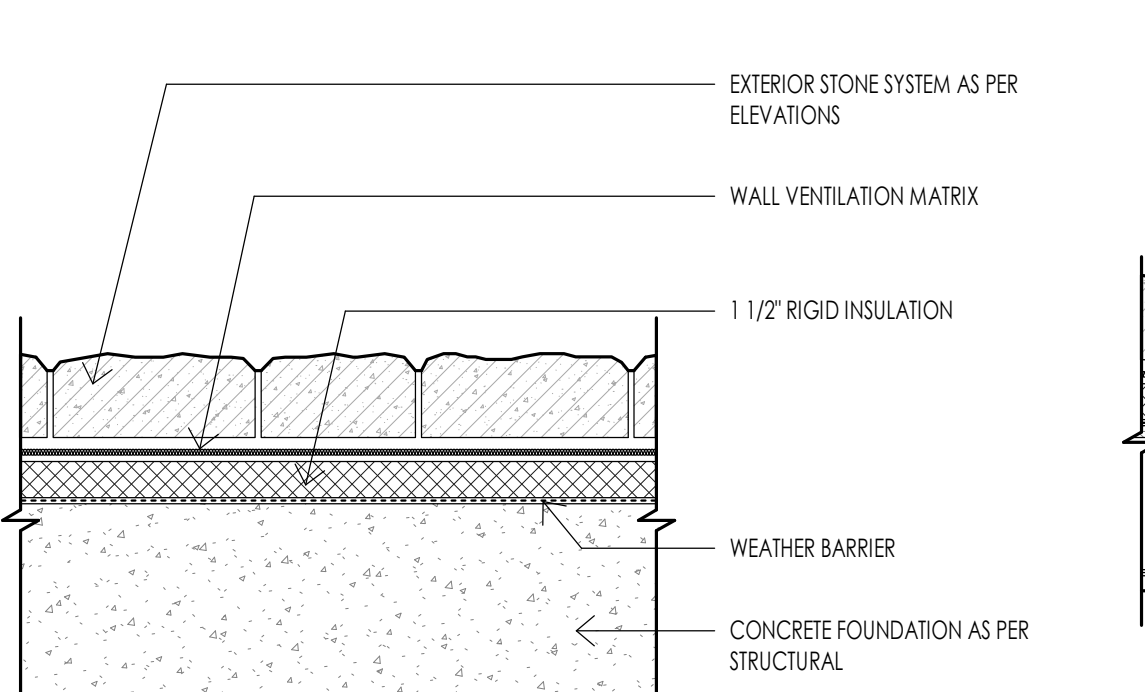 EXTERIOR STONE SYSTEM AS PER
ELEVATIONS
WALL VENTILATION MATRIX
1 1/2" RIGID INSULATION
WEATHER BARRIER
CONCRETE FOUNDATION AS PER
STRUCTURAL